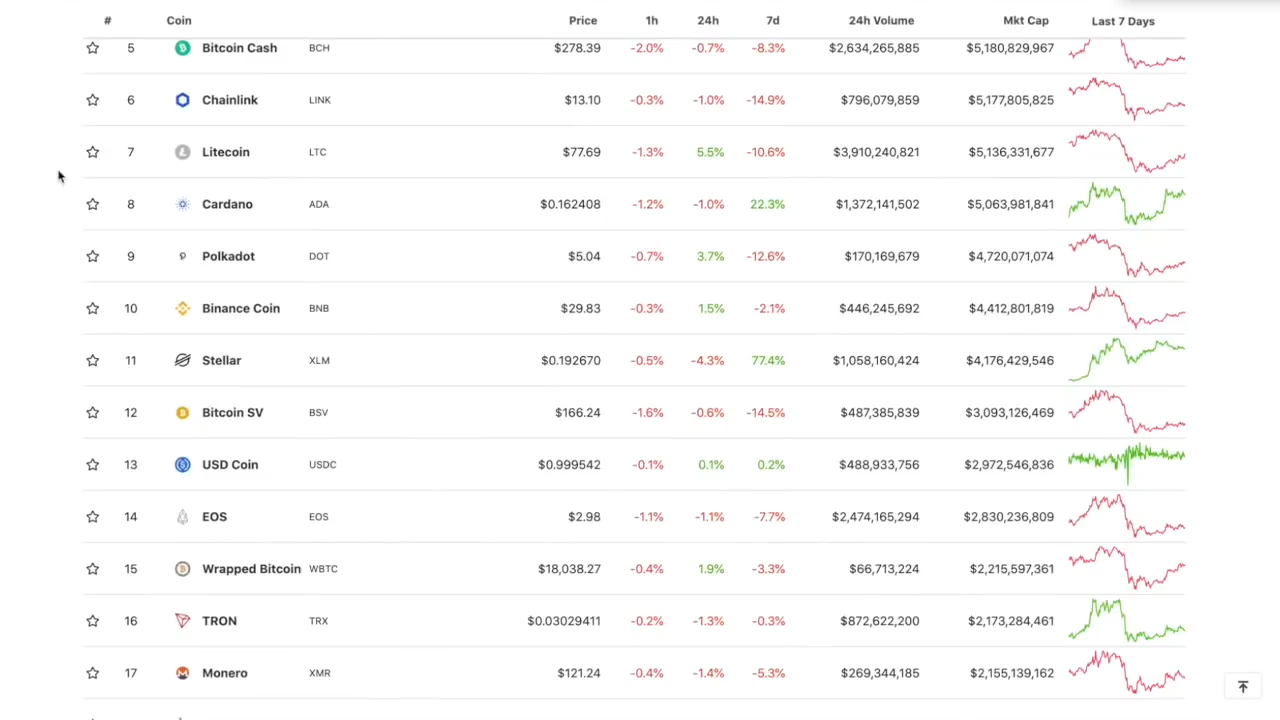 # Coin Price 1h 24h 7d 24h Volume Mkt Cap Last 7 Days
5 Bitcoin Cash BCH $278.39 -2.0% -0.7% -8.3% $2,634,265,885 $5,180,829,967
6 Chainlink LINK $13.10 -0.3% -1.0% -14.9% $796,079,859 $5,177,805,825
7 Litecoin LTC $77.69 -1.3% 5.5% -10.6% $3,910,240,821 $5,136,331,677
8 Cardano ADA $0.162408 -1.2% -1.0% 22.3% $1,372,141,502 $5,063,981,841
9 Polkadot DOT $5.04 -0.7% 3.7% -12.6% $170,169,679 $4,720,071,074
10 Binance Coin BNB $29.83 -0.3% 1.5% -2.1% $446,245,692 $4,412,801,819
11 Stellar XLM $0.192670 -0.5% -4.3% 77.4% $1,058,160,424 $4,176,429,546
12 Bitcoin SV BSV $166.24 -1.6% -0.6% -14.5% $487,385,839 $3,093,126,469
13 USD Coin USDC $0.999542 -0.1% 0.1% 0.2% $488,933,756 $2,972,546,836
14 EOS EOS $2.98 -1.1% -1.1% -7.7% $2,474,165,294 $2,830,236,809
15 Wrapped Bitcoin WBTC $18,038.27 -0.4% 1.9% -3.3% $66,713,224 $2,215,597,361
16 TRON TRX $0.03029411 -0.2% -1.3% -0.3% $872,622,200 $2,173,284,461
17 Monero XMR $121.24 -0.4% -1.4% -5.3% $269,344,185 $2,155,139,162